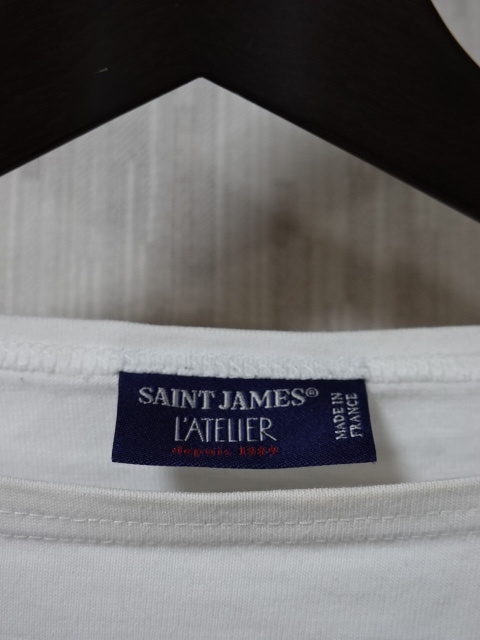 SAINT JAMES®
L'ATELIER
depuis 1889
MADE IN
FRANCE